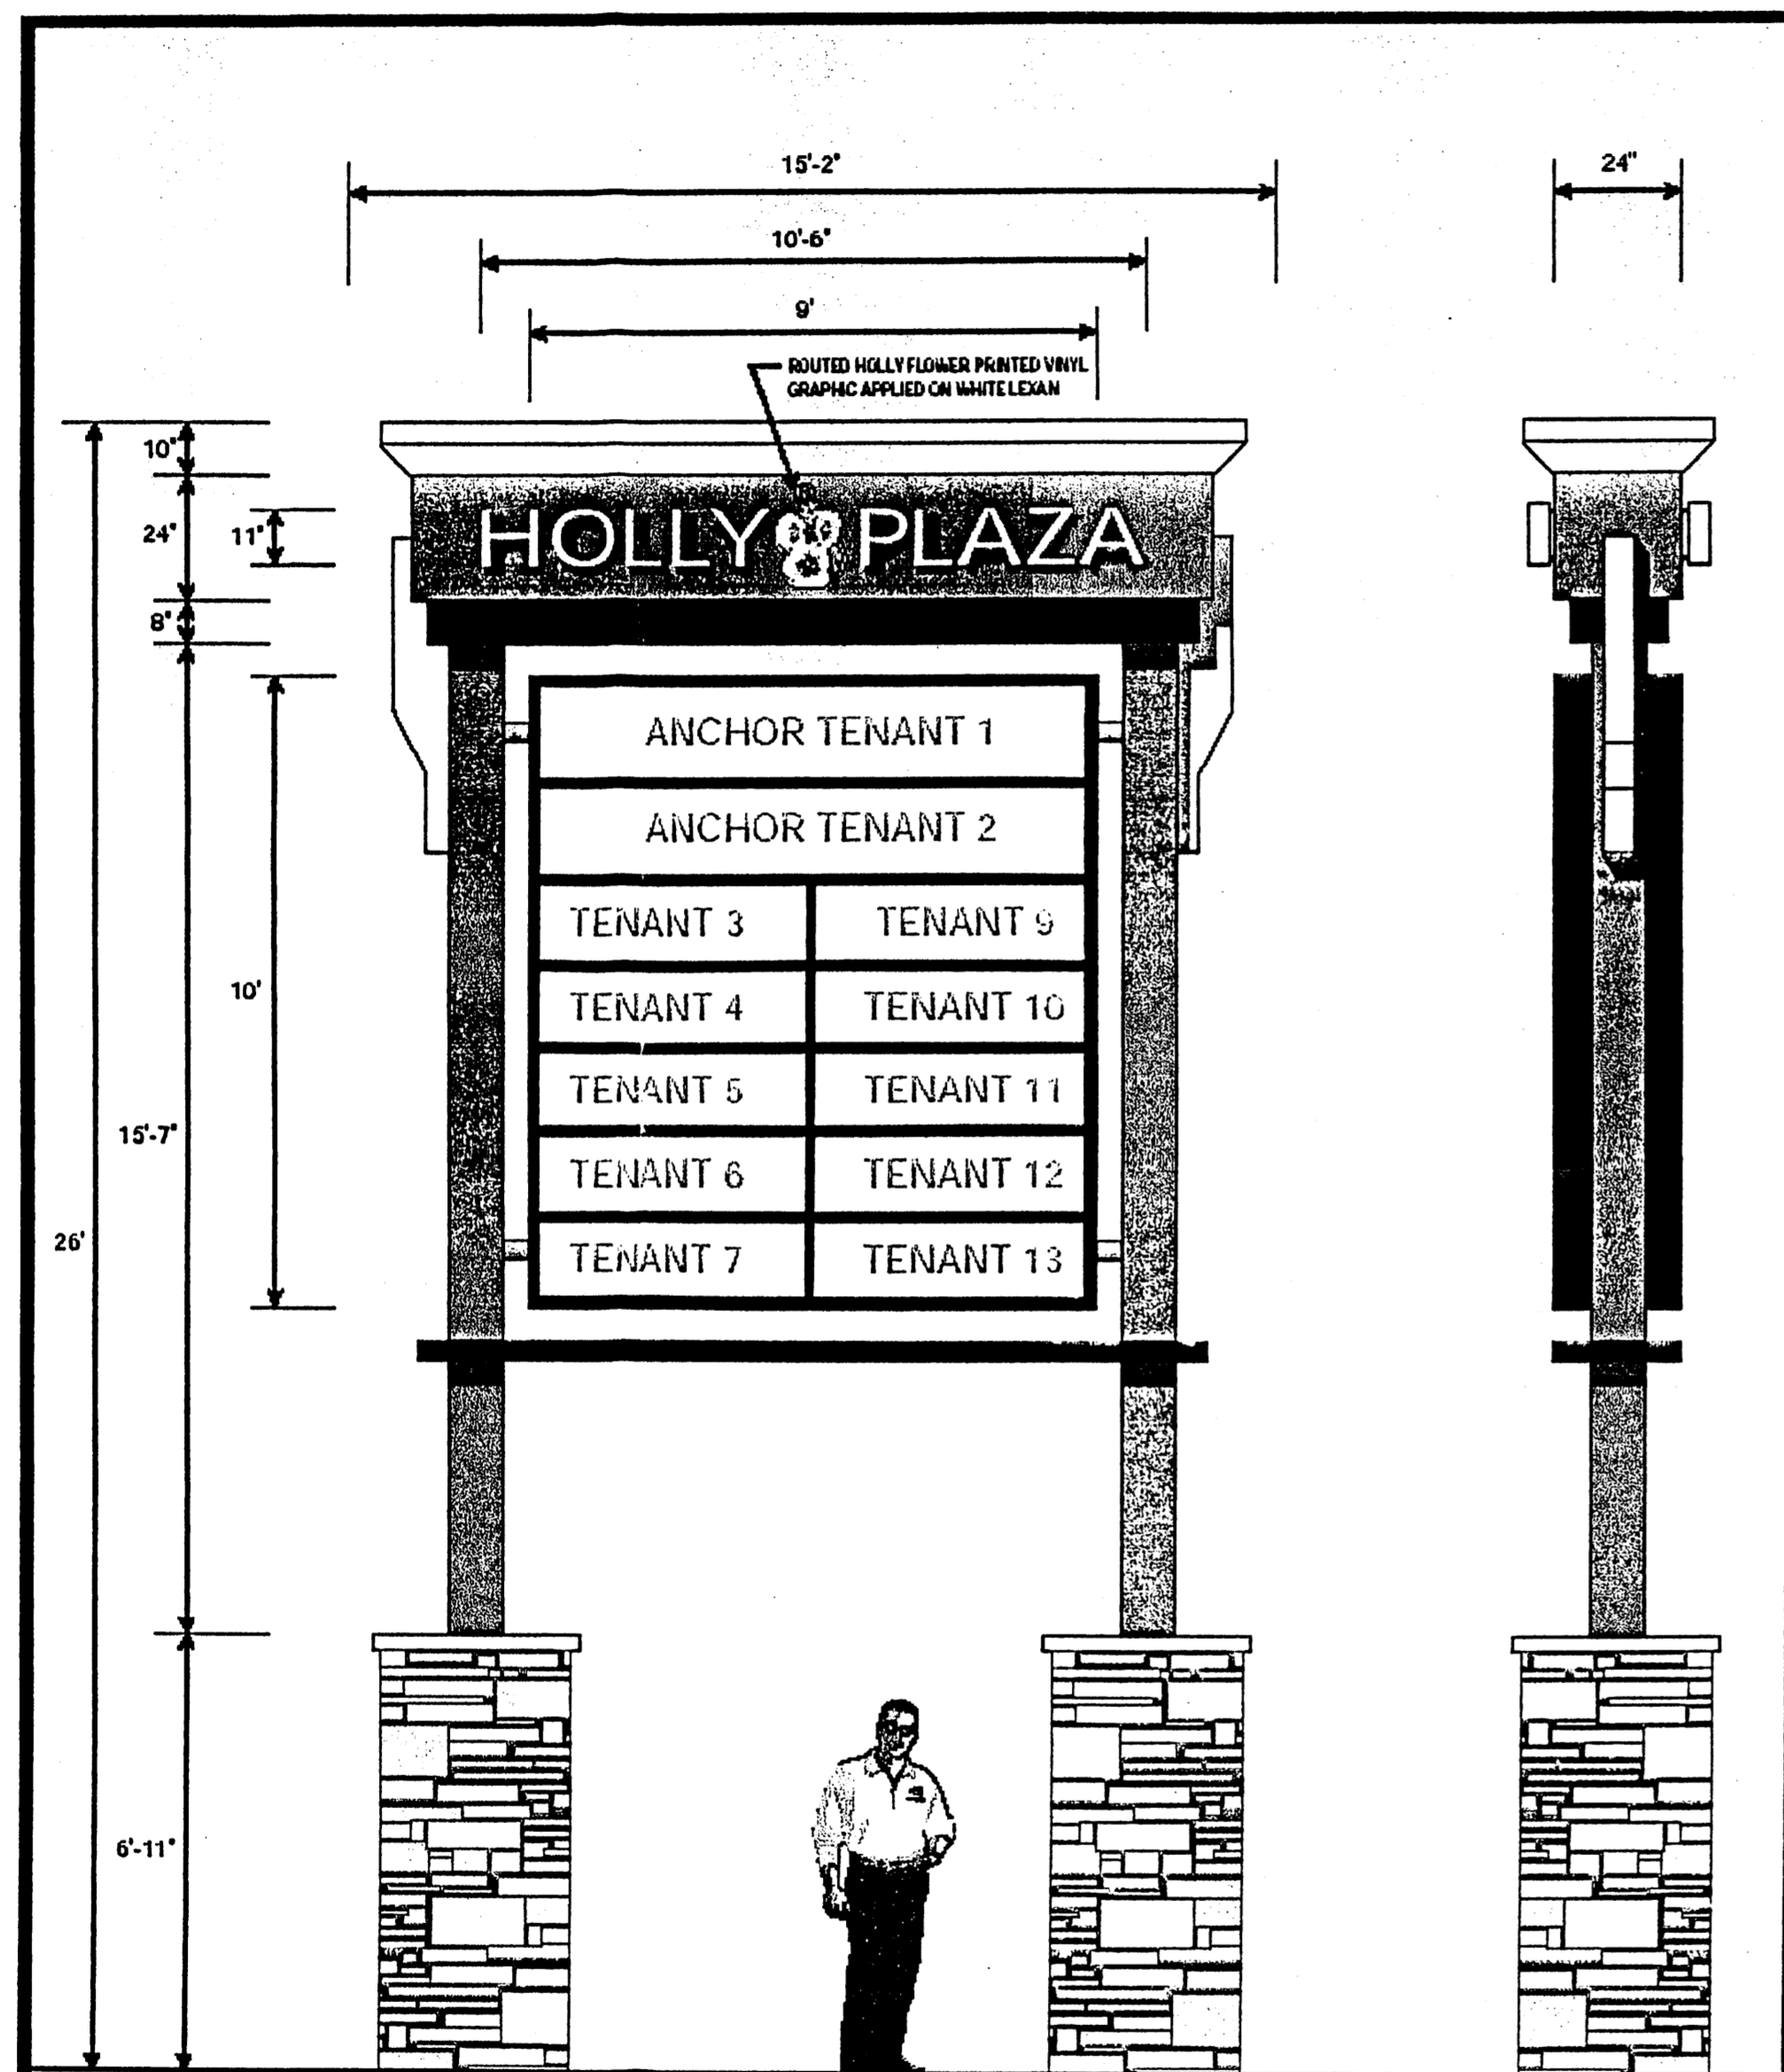 15'-2"
24"
10'-6"
9'
ROUTED HOLLY FLOWER PRINTED VINYL
GRAPHIC APPLIED ON WHITE LEXAN
10"
24"
11"
HOLLY PLAZA
8"
ANCHOR TENANT 1
ANCHOR TENANT 2
TENANT 3 TENANT 9
10'
TENANT 4 TENANT 10
TENANT 5 TENANT 11
15'-7"
TENANT 6 TENANT 12
26'
TENANT 7 TENANT 13
6'-11"